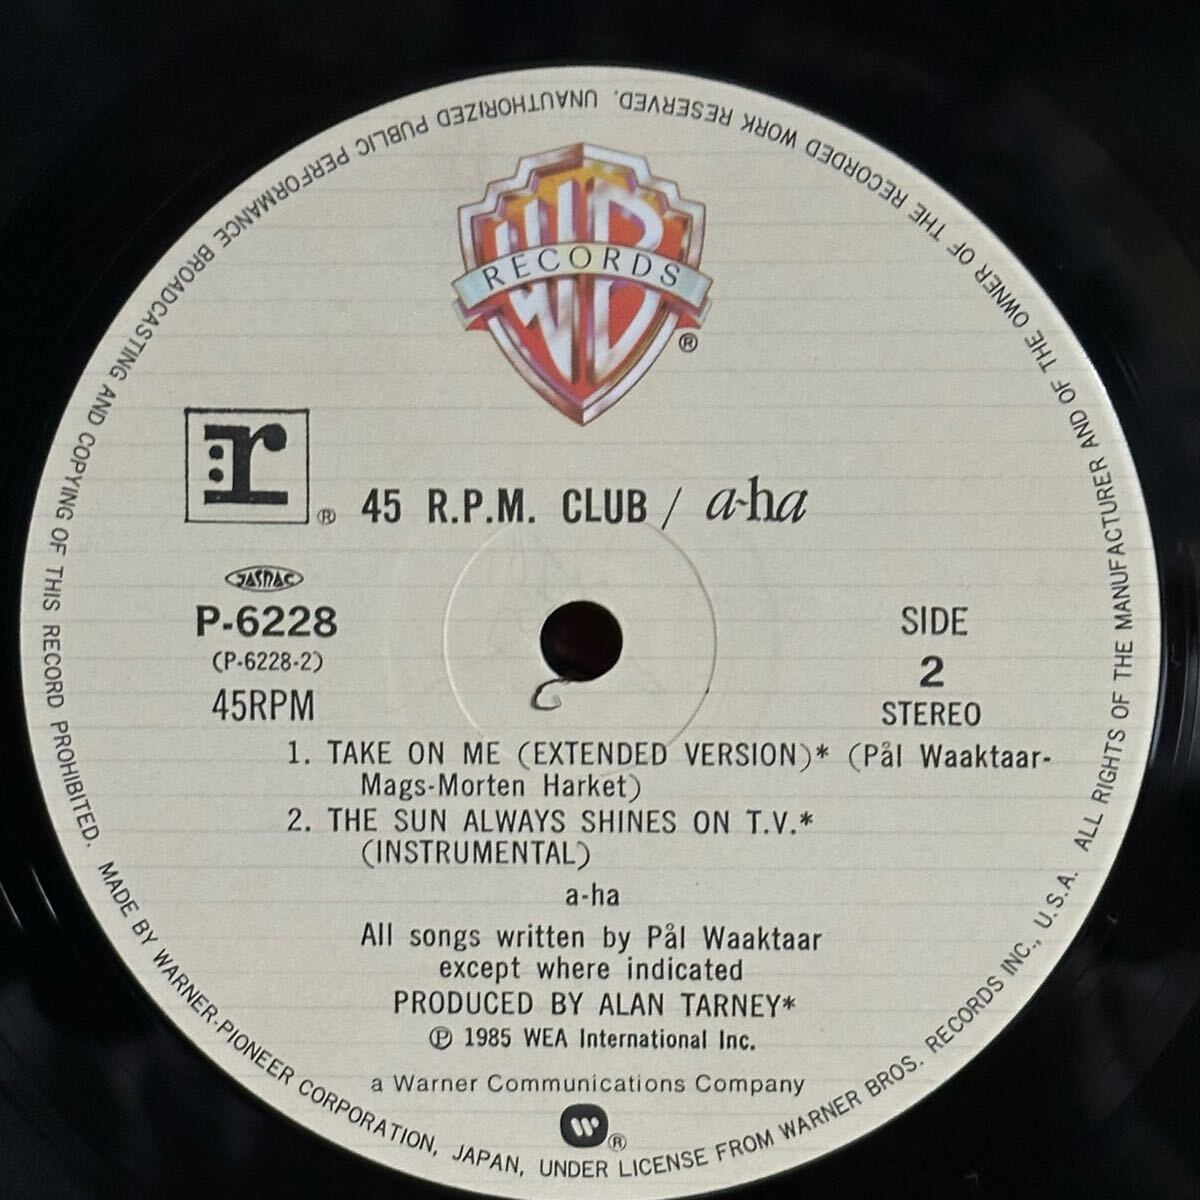 WB
RECORDS
®
r
®
45 R.P.M. CLUB / a-ha
JASRAC
P-6228
(P-6228-2)
45RPM
SIDE
2
STEREO
1. TAKE ON ME (EXTENDED VERSION)* (Pål Waaktaar-
Mags-Morten Harket)
2. THE SUN ALWAYS SHINES ON T.V.*
(INSTRUMENTAL)
a-ha
All songs written by Pål Waaktaar
except where indicated
PRODUCED BY ALAN TARNEY*
Ⓟ 1985 WEA International Inc.
a Warner Communications Company
W
®
MADE BY WARNER-PIONEER CORPORATION, JAPAN, UNDER LICENSE FROM WARNER BROS. RECORDS INC., U.S.A. ALL RIGHTS OF THE MANUFACTURER AND OF THE OWNER OF THE RECORDED WORK RESERVED. UNAUTHORIZED PUBLIC PERFORMANCE BROADCASTING AND COPYING OF THIS RECORD PROHIBITED.